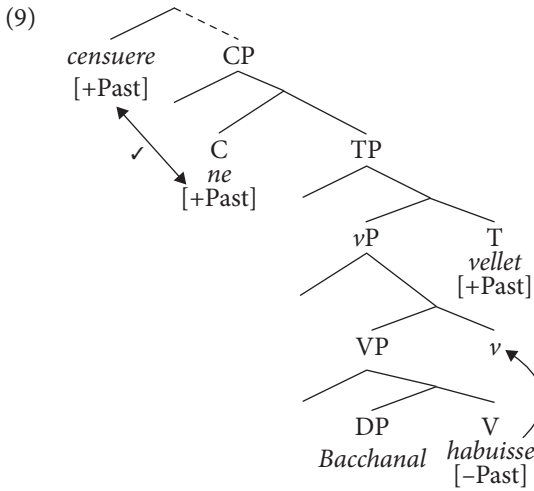 (9)
censuere CP
[+Past]
✓ C TP
ne
[+Past]
vP T
vellet
[+Past]
VP v
DP V
Bacchanal habuisse
[–Past]